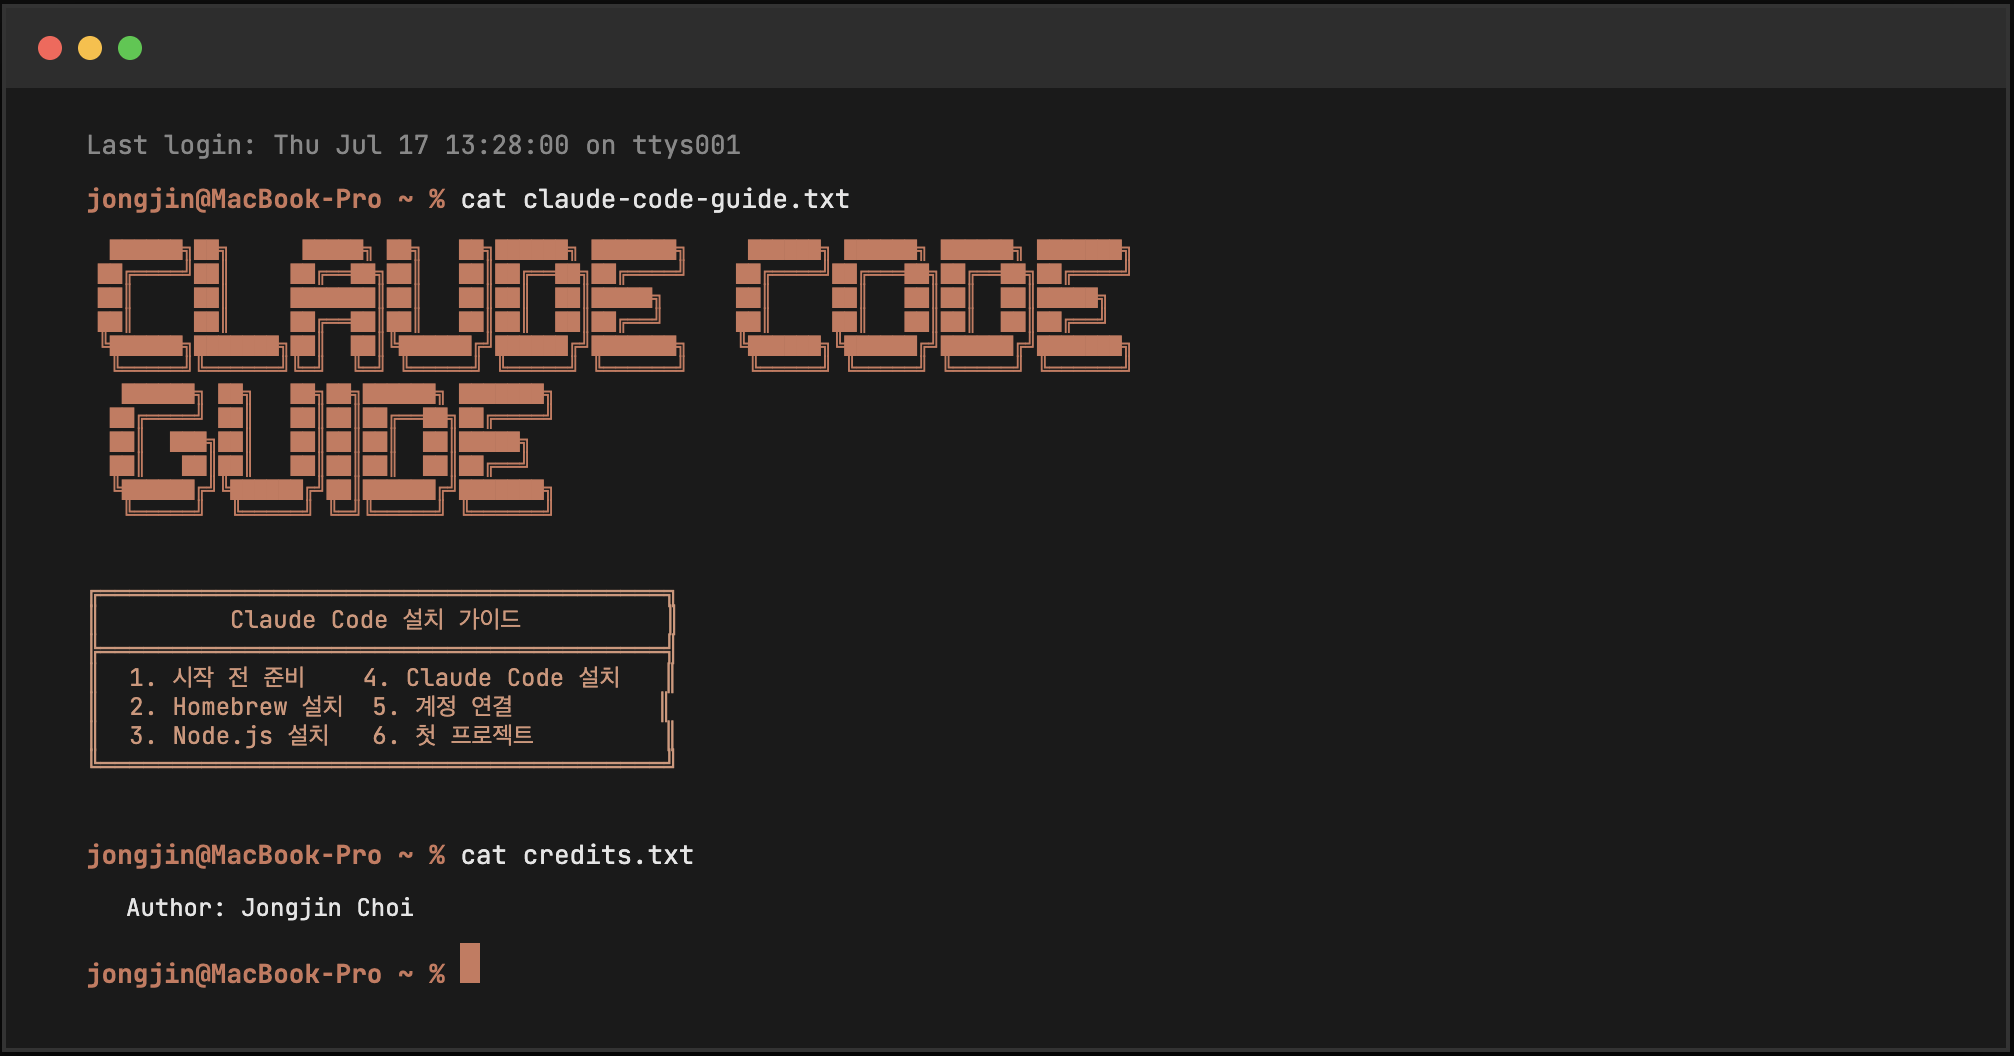 Last login: Thu Jul 17 13:28:00 on ttys001
jongjin@MacBook-Pro ~ % cat claude-code-guide.txt
CLAUDE CODE
GUIDE
Claude Code 설치 가이드
1. 시작 전 준비 4. Claude Code 설치
2. Homebrew 설치 5. 계정 연결
3. Node.js 설치 6. 첫 프로젝트
jongjin@MacBook-Pro ~ % cat credits.txt
Author: Jongjin Choi
jongjin@MacBook-Pro ~ %